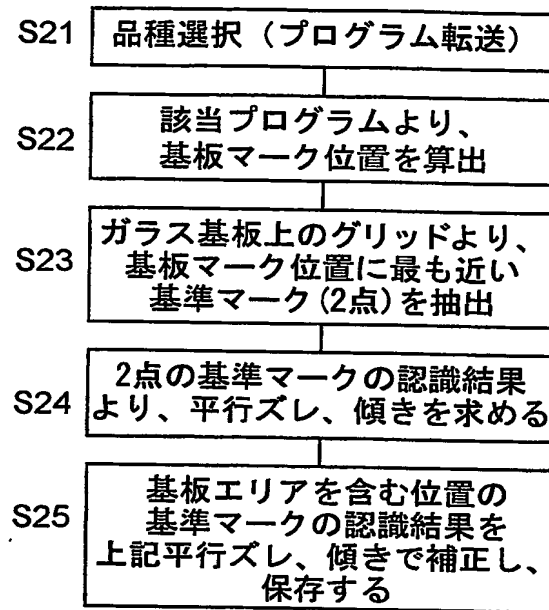 S21 品種選択（プログラム転送）
S22 該当プログラムより、
基板マーク位置を算出
S23 ガラス基板上のグリッドより、
基板マーク位置に最も近い
基準マーク(2点)を抽出
S24 2点の基準マークの認識結果
より、平行ズレ、傾きを求める
S25 基板エリアを含む位置の
基準マークの認識結果を
上記平行ズレ、傾きで補正し、
保存する